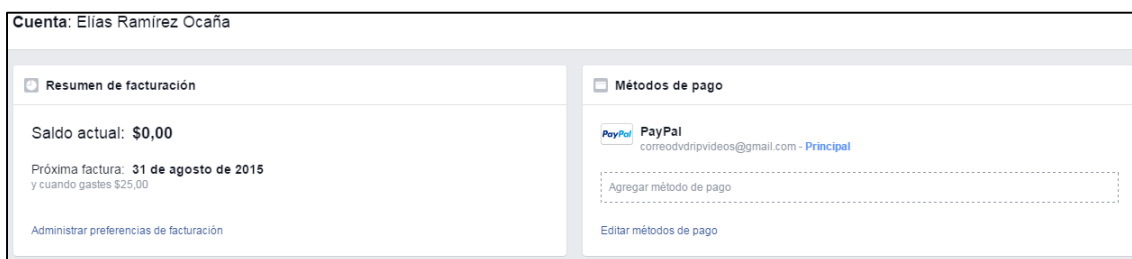 Cuenta: Elías Ramírez Ocaña
Resumen de facturación
Saldo actual: $0,00
Próxima factura: 31 de agosto de 2015
y cuando gastes $25,00
Administrar preferencias de facturación
Métodos de pago
PayPal PayPal
correodvdripvideos@gmail.com - Principal
Agregar método de pago
Editar métodos de pago